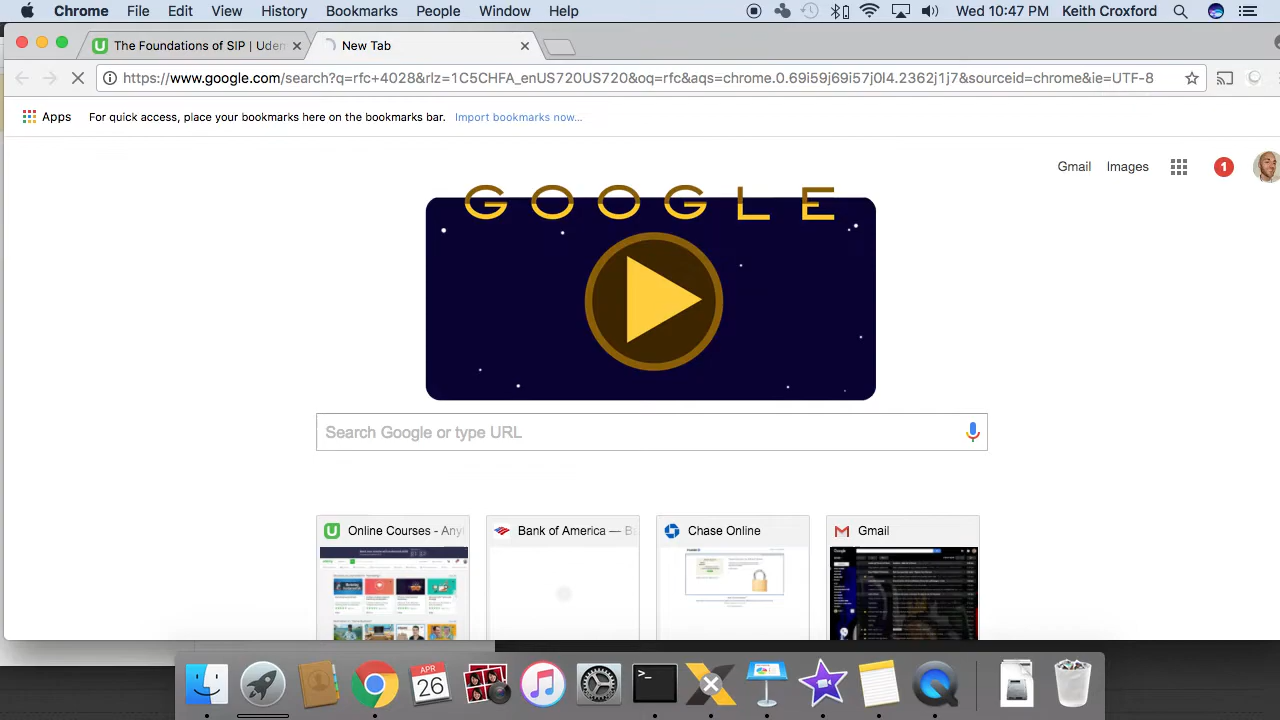 Chrome File Edit View History Bookmarks People Window Help Wed 10:47 PM Keith Croxford
The Foundations of SIP | Udem New Tab
https://www.google.com/search?q=rfc+4028&rlz=1C5CHFA_enUS720US720&oq=rfc&aqs=chrome.0.69i59j69i57j0l4.2362j1j7&sourceid=chrome&ie=UTF-8
Apps For quick access, place your bookmarks here on the bookmarks bar. Import bookmarks now...
Gmail Images 1
GOOGLE
Search Google or type URL
Online Courses - Anyt Bank of America — B Chase Online Gmail
APR
26